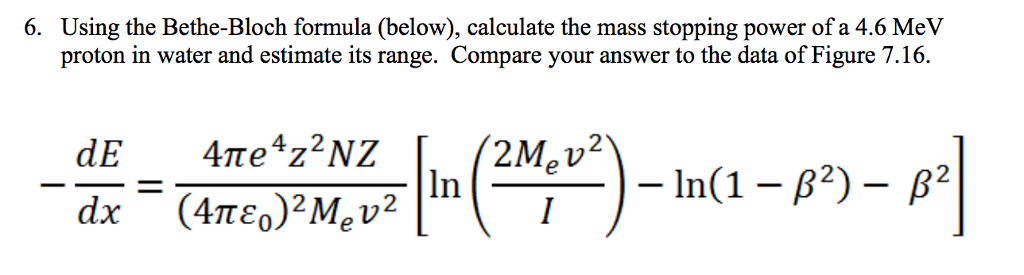 6. Using the Bethe-Bloch formula (below), calculate the mass stopping power of a 4.6 MeV
proton in water and estimate its range. Compare your answer to the data of Figure 7.16.
−dE/dx = 4πe⁴z²NZ/((4πε₀)²Mₑv²) [ln(2Mₑv²/I) − ln(1 − β²) − β²]